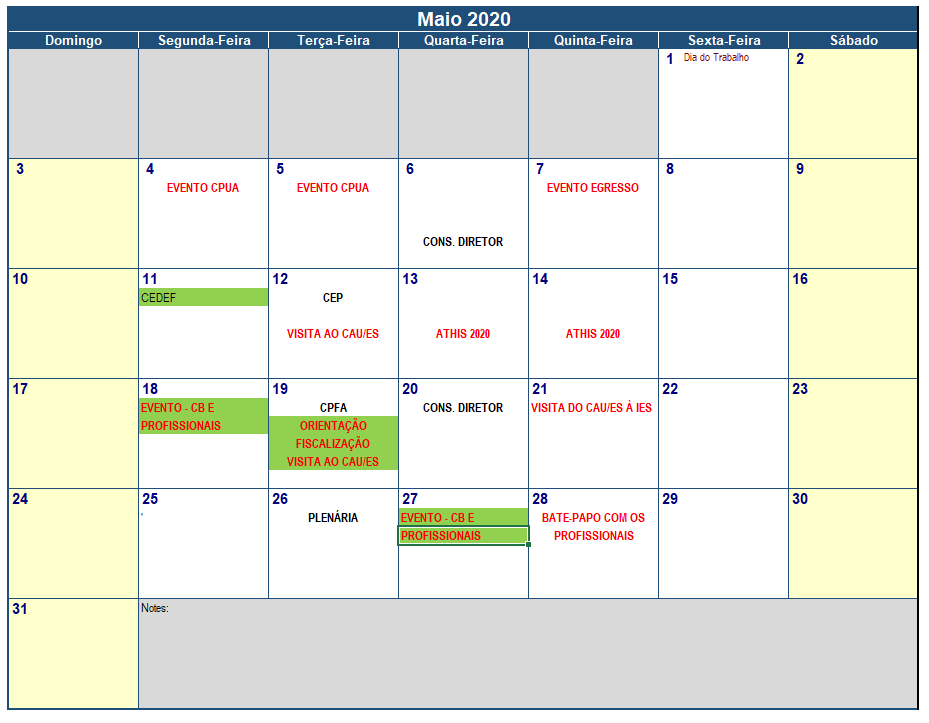 Maio 2020
Domingo Segunda-Feira Terça-Feira Quarta-Feira Quinta-Feira Sexta-Feira Sábado
1 Dia do Trabalho 2
3 4 5 6 7 8 9
EVENTO CPUA EVENTO CPUA EVENTO EGRESSO
CONS. DIRETOR
10 11 12 13 14 15 16
CEDEF CEP
VISITA AO CAU/ES ATHIS 2020 ATHIS 2020
17 18 19 20 21 22 23
EVENTO - CB E CPFA CONS. DIRETOR VISITA DO CAU/ES À IES
PROFISSIONAIS ORIENTAÇÃO
FISCALIZAÇÃO
VISITA AO CAU/ES
24 25 26 27 28 29 30
' PLENÁRIA EVENTO - CB E BATE-PAPO COM OS
PROFISSIONAIS PROFISSIONAIS
31 Notes: